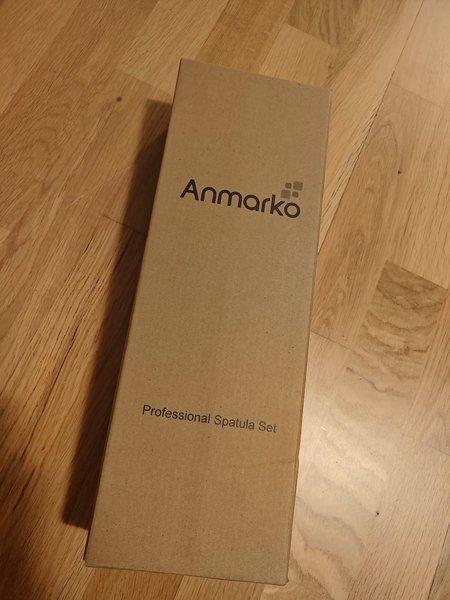 Anmarko
Professional Spatula Set